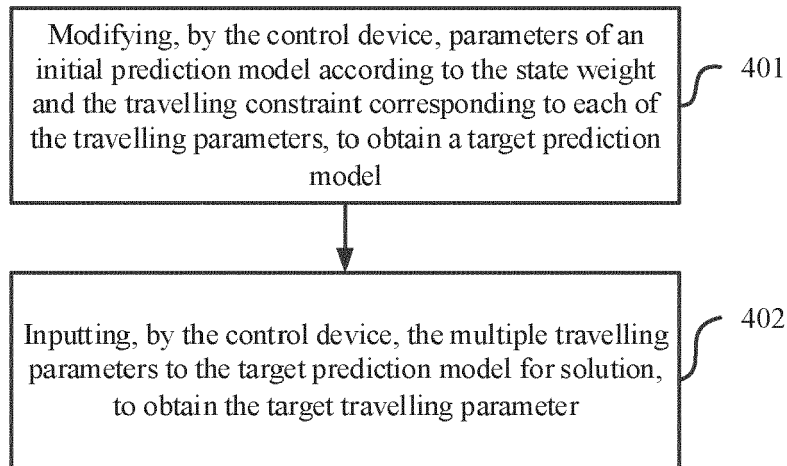 Modifying, by the control device, parameters of an
initial prediction model according to the state weight
and the travelling constraint corresponding to each of
the travelling parameters, to obtain a target prediction
model
401
Inputting, by the control device, the multiple travelling
parameters to the target prediction model for solution,
to obtain the target travelling parameter
402